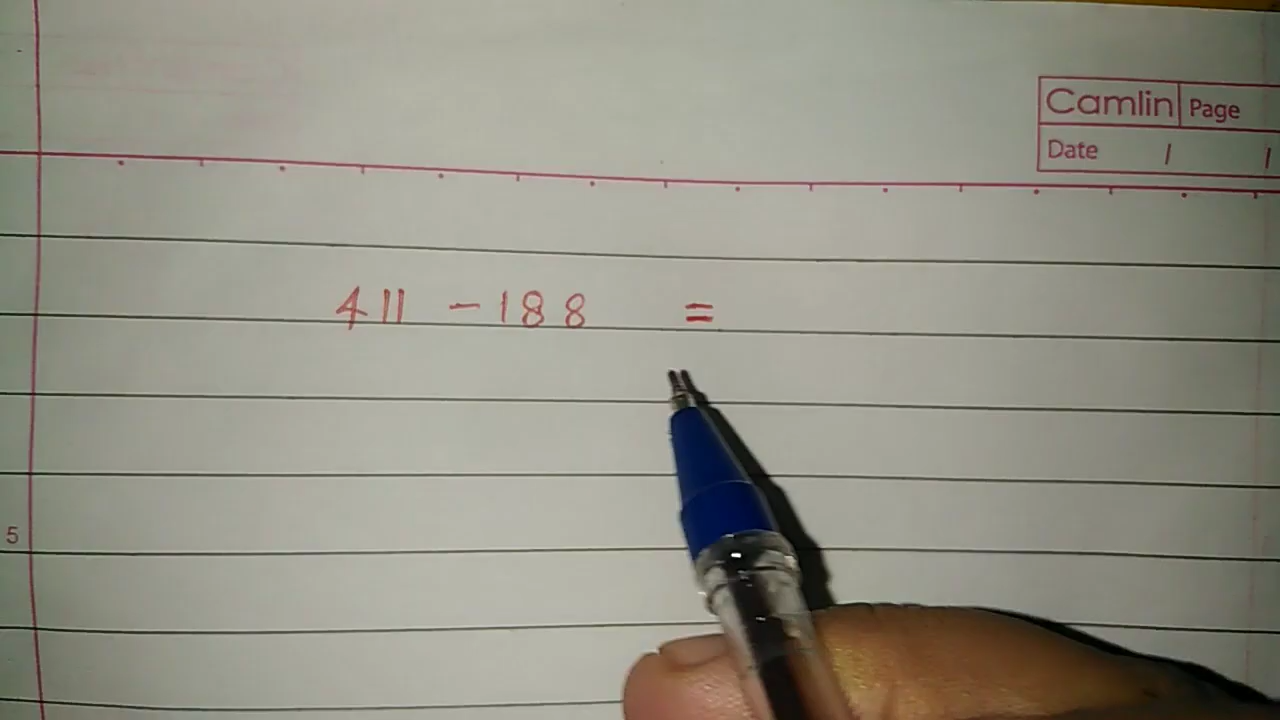 Camlin Page
Date / /
411 - 188 =
5